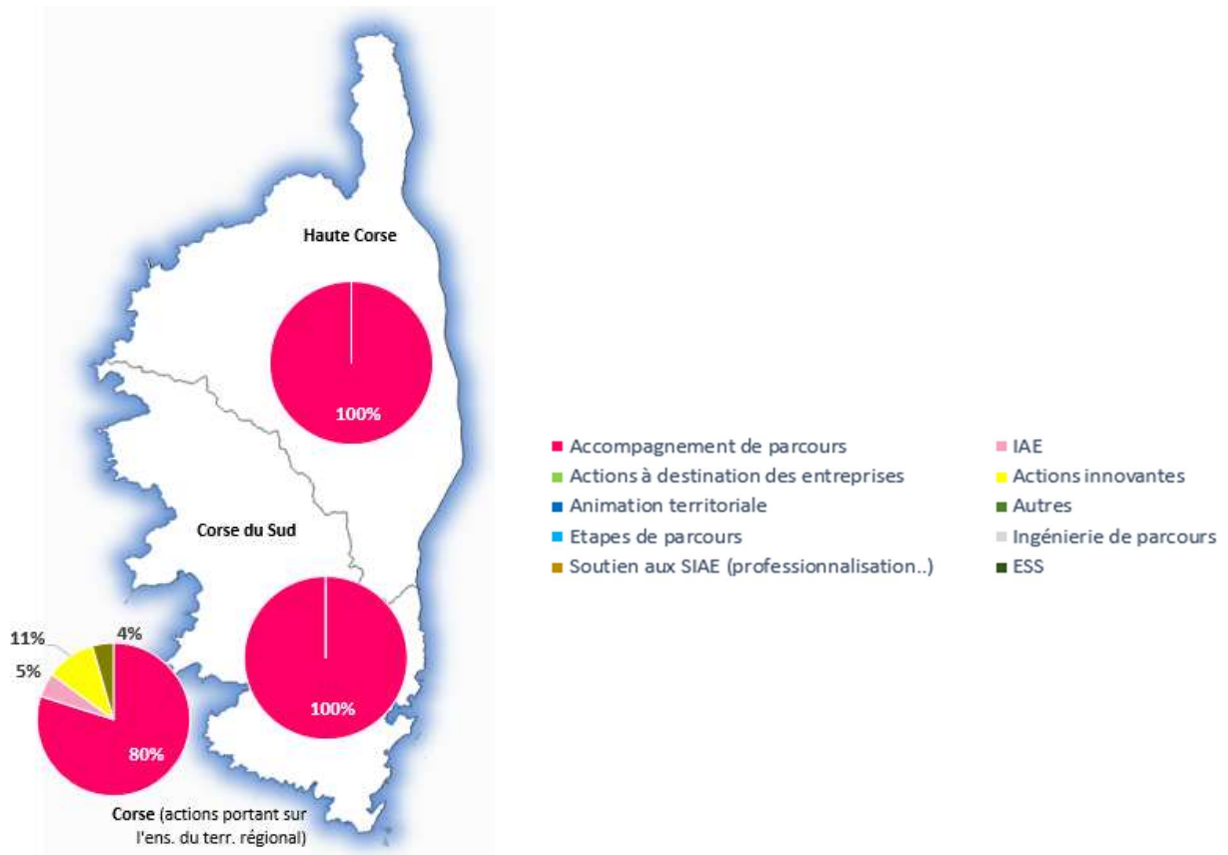 Haute Corse
100%
Corse du Sud
100%
11%
4%
5%
80%
Corse (actions portant sur
l'ens. du terr. régional)
Accompagnement de parcours
IAE
Actions à destination des entreprises
Actions innovantes
Animation territoriale
Autres
Etapes de parcours
Ingénierie de parcours
Soutien aux SIAE (professionnalisation..)
ESS